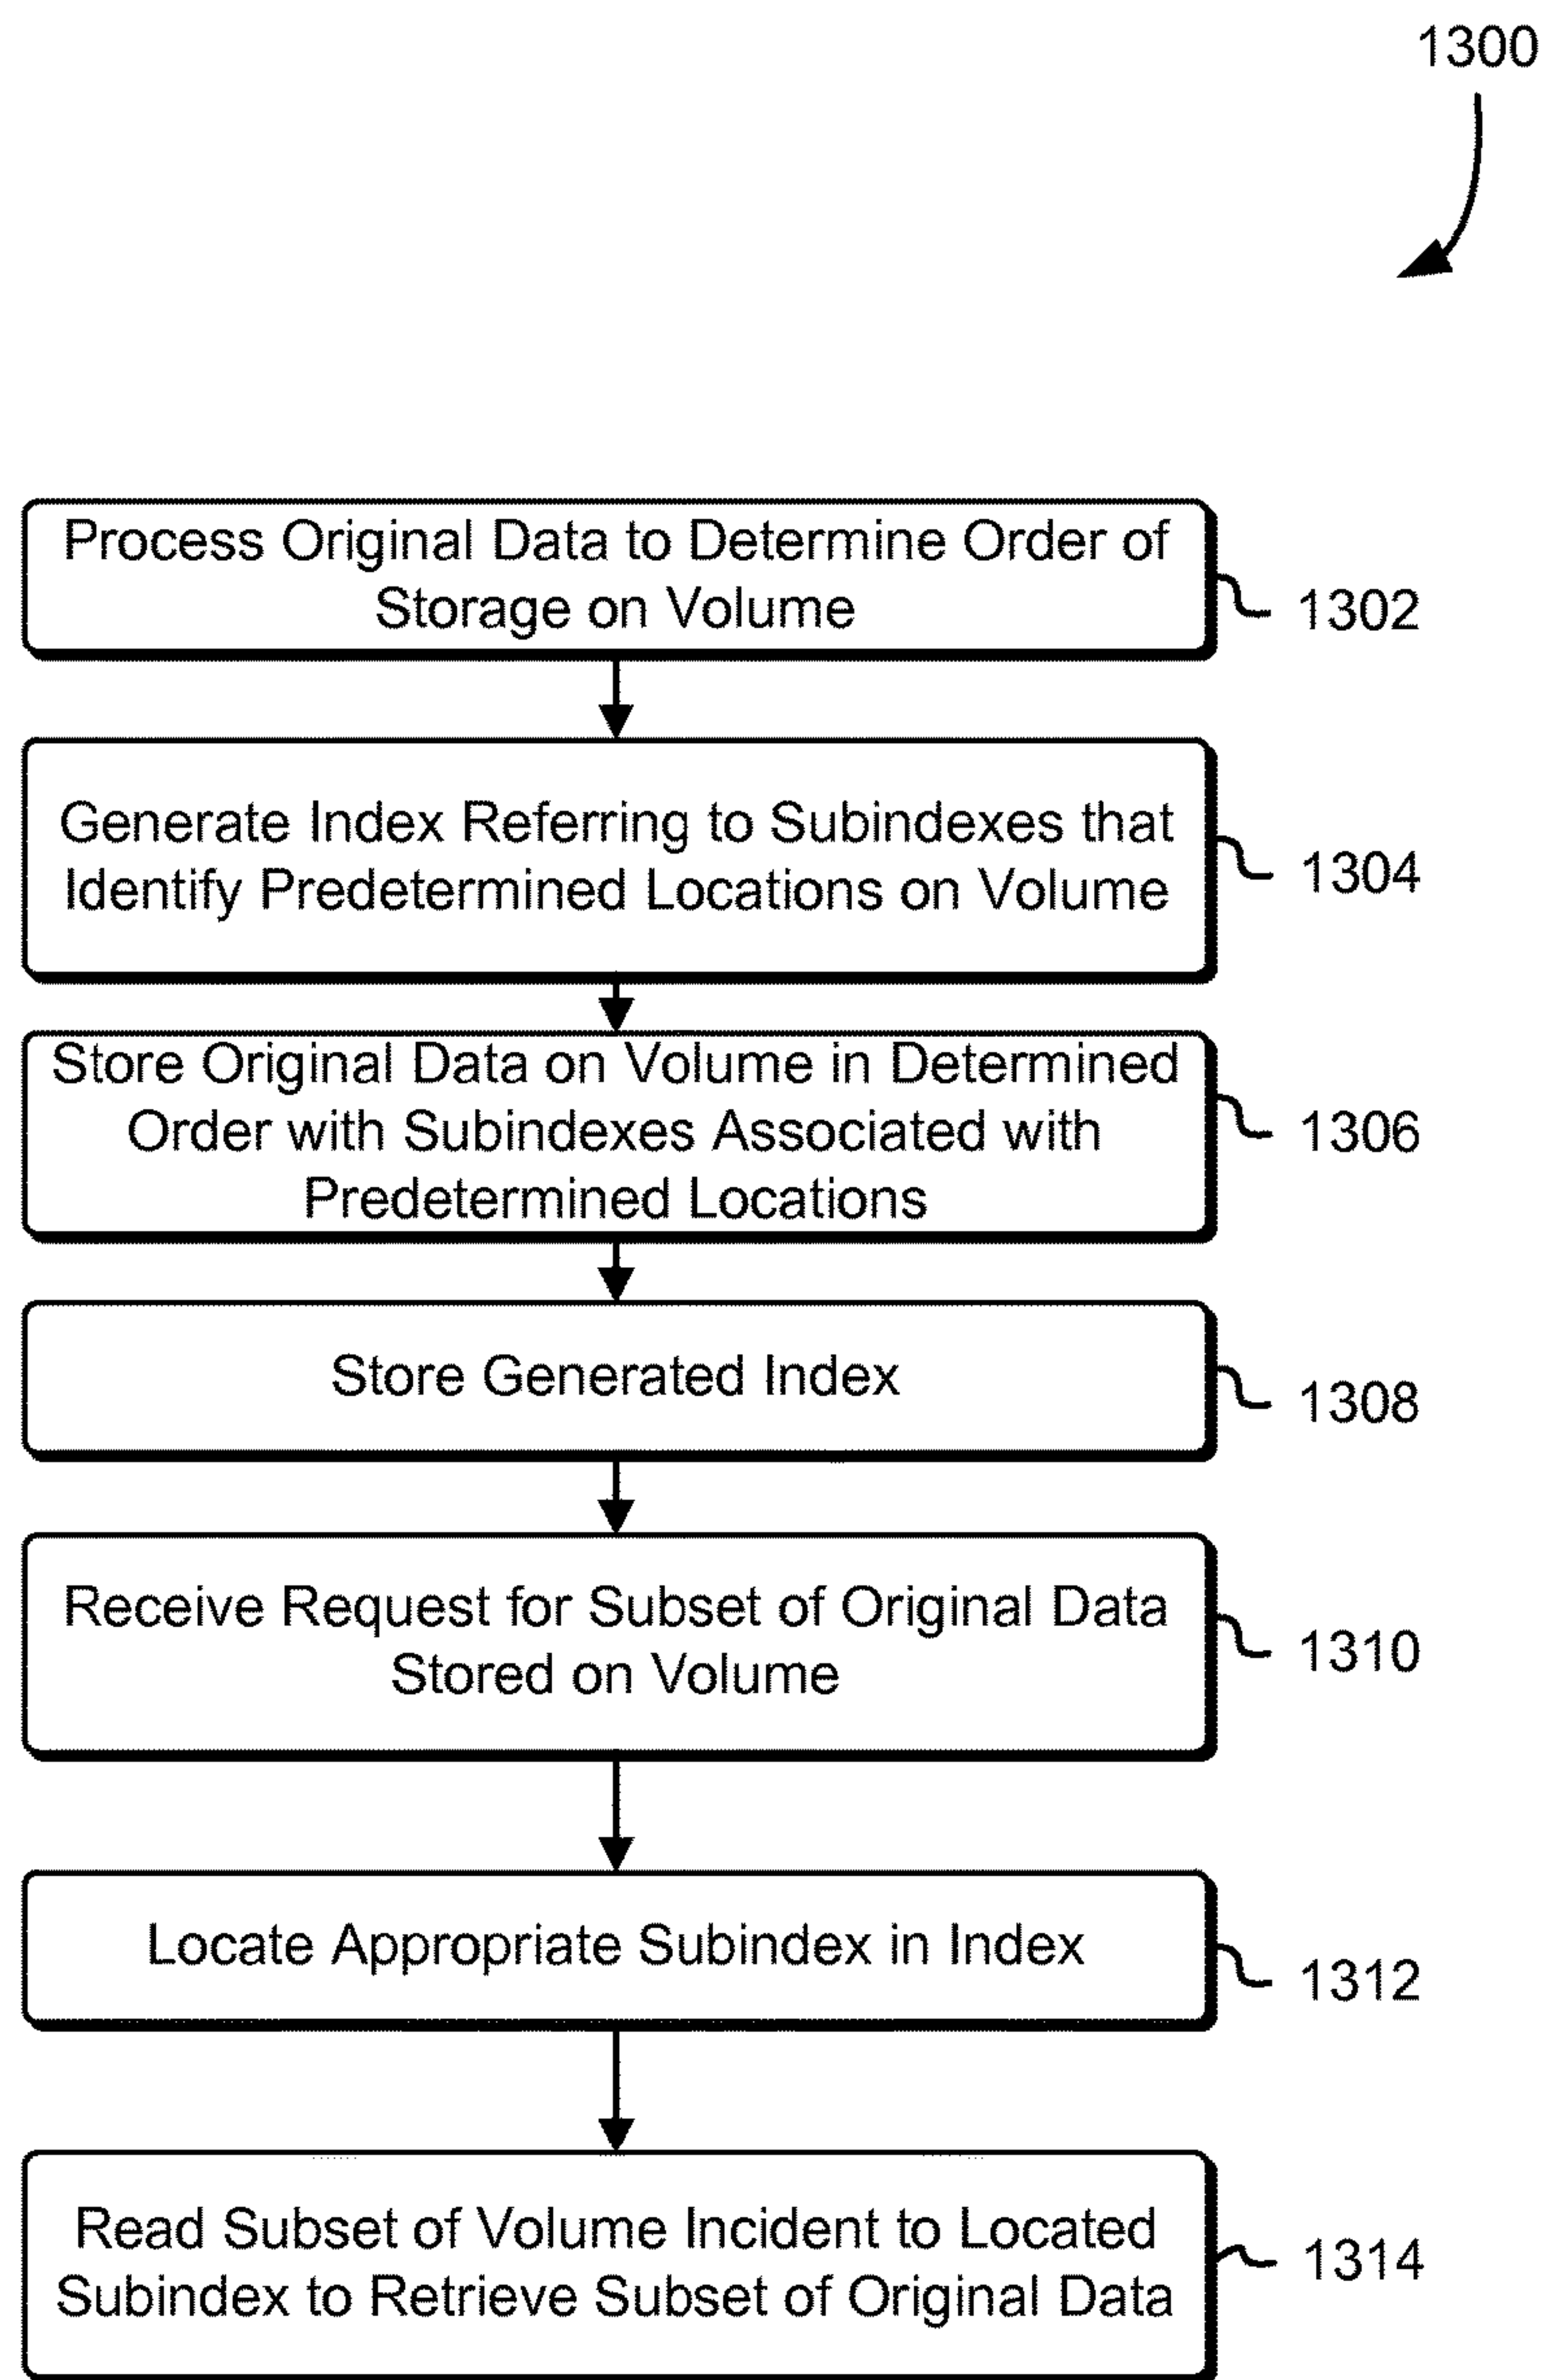 1300
Process Original Data to Determine Order of
Storage on Volume
1302
Generate Index Referring to Subindexes that
Identify Predetermined Locations on Volume
1304
Store Original Data on Volume in Determined
Order with Subindexes Associated with
Predetermined Locations
1306
Store Generated Index
1308
Receive Request for Subset of Original Data
Stored on Volume
1310
Locate Appropriate Subindex in Index
1312
Read Subset of Volume Incident to Located
Subindex to Retrieve Subset of Original Data
1314